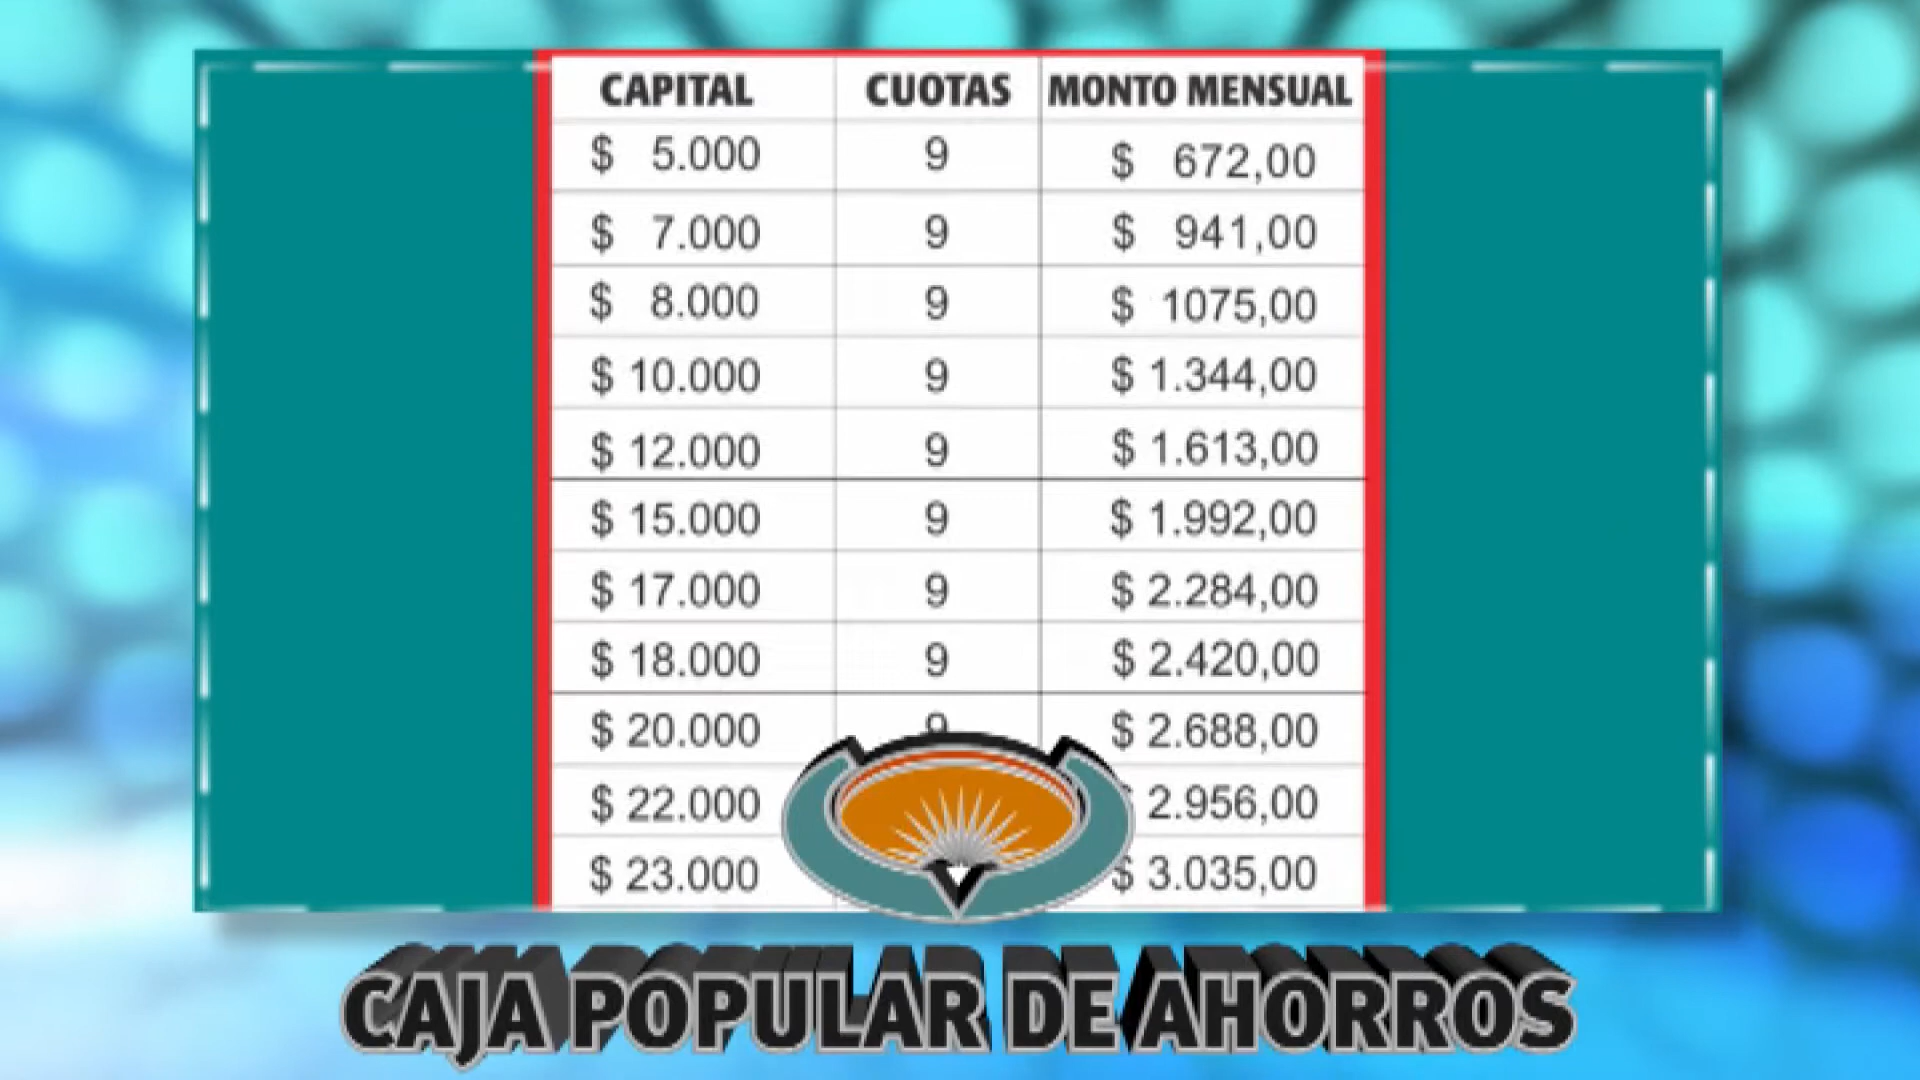 CAPITAL CUOTAS MONTO MENSUAL
$ 5.000 9 $ 672,00
$ 7.000 9 $ 941,00
$ 8.000 9 $ 1075,00
$ 10.000 9 $ 1.344,00
$ 12.000 9 $ 1.613,00
$ 15.000 9 $ 1.992,00
$ 17.000 9 $ 2.284,00
$ 18.000 9 $ 2.420,00
$ 20.000 9 $ 2.688,00
$ 22.000 2.956,00
$ 23.000 $ 3.035,00
CAJA POPULAR DE AHORROS